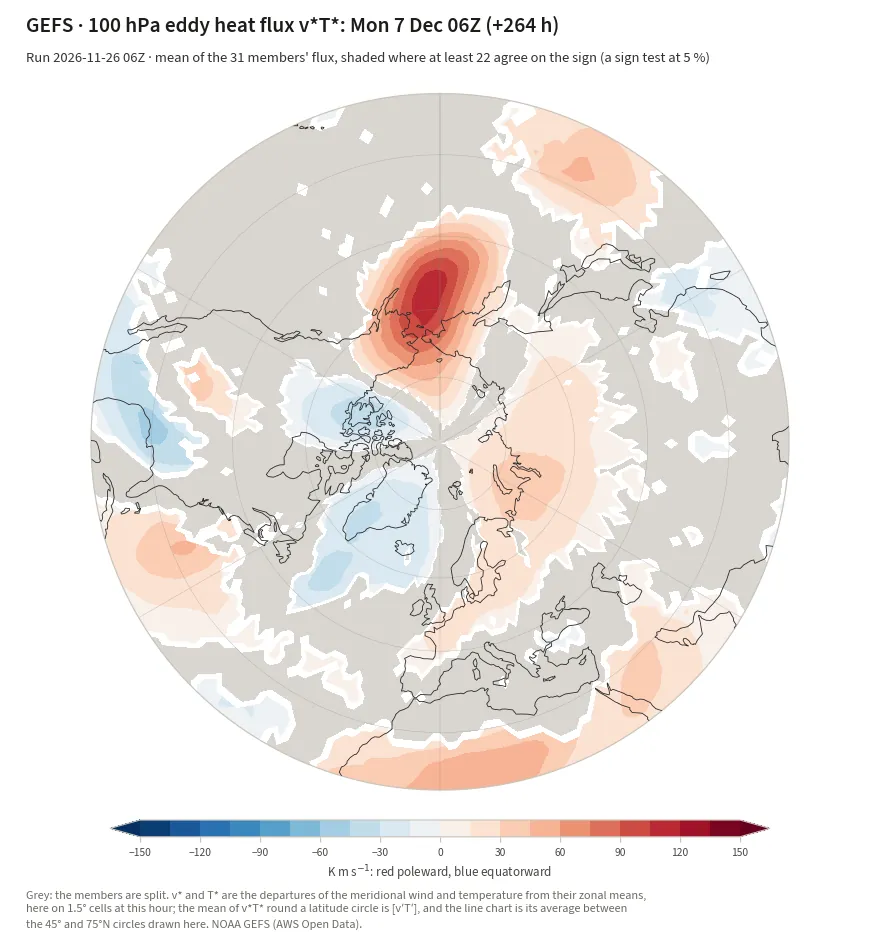 GEFS · 100 hPa eddy heat flux v*T*: Mon 7 Dec 06Z (+264 h)
Run 2026-11-26 06Z · mean of the 31 members' flux, shaded where at least 22 agree on the sign (a sign test at 5 %)
−150 −120 −90 −60 −30 0 30 60 90 120 150
K m s⁻¹: red poleward, blue equatorward
Grey: the members are split. v* and T* are the departures of the meridional wind and temperature from their zonal means,
here on 1.5° cells at this hour; the mean of v*T* round a latitude circle is [v′T′], and the line chart is its average between
the 45° and 75°N circles drawn here. NOAA GEFS (AWS Open Data).